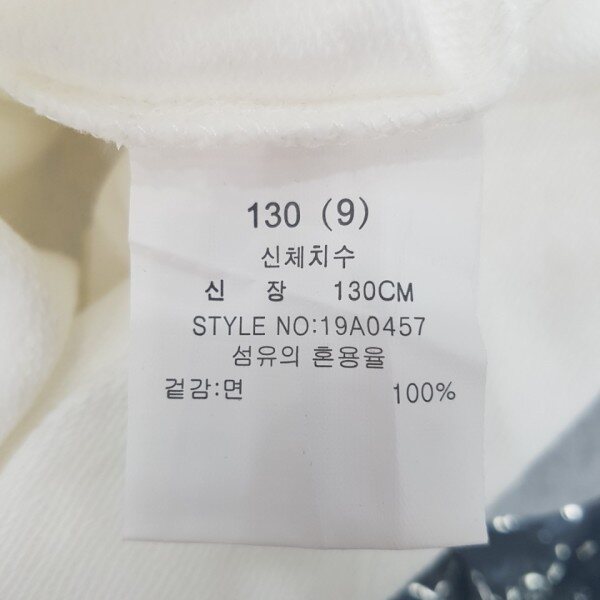 130 (9)
신체치수
신 장 130CM
STYLE NO:19A0457
섬유의 혼용율
겉감:면 100%